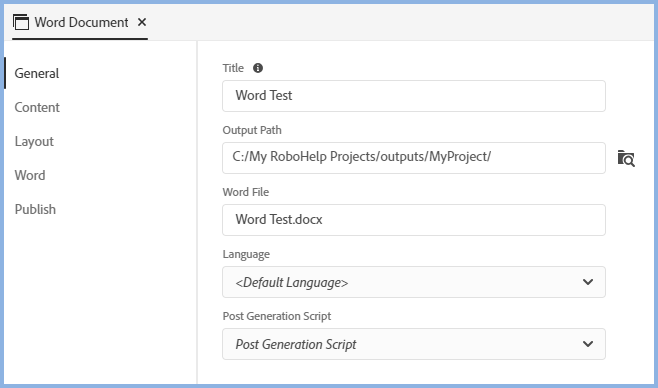 Word Document
General
Content
Layout
Word
Publish
Title
Word Test
Output Path
C:/My RoboHelp Projects/outputs/MyProject/
Word File
Word Test.docx
Language
<Default Language>
Post Generation Script
Post Generation Script